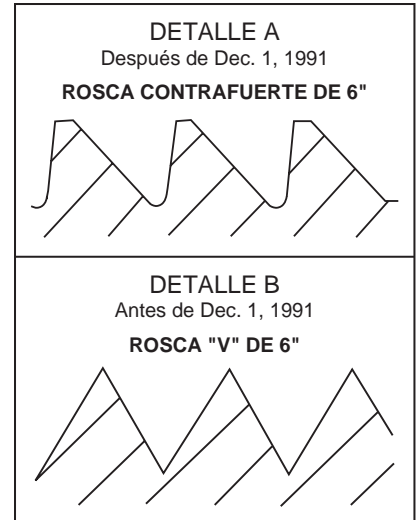 DETALLE A
Después de Dec. 1, 1991
ROSCA CONTRAFUERTE DE 6"
DETALLE B
Antes de Dec. 1, 1991
ROSCA "V" DE 6"